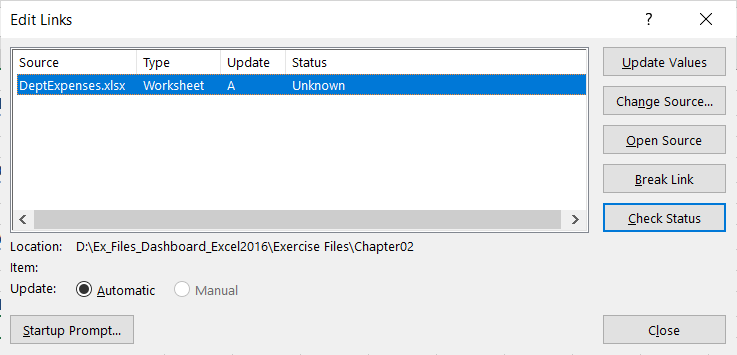 Edit Links
Source Type Update Status
DeptExpenses.xlsx Worksheet A Unknown
Update Values
Change Source...
Open Source
Break Link
Check Status
Location: D:\Ex_Files_Dashboard_Excel2016\Exercise Files\Chapter02
Item:
Update: Automatic Manual
Startup Prompt... Close